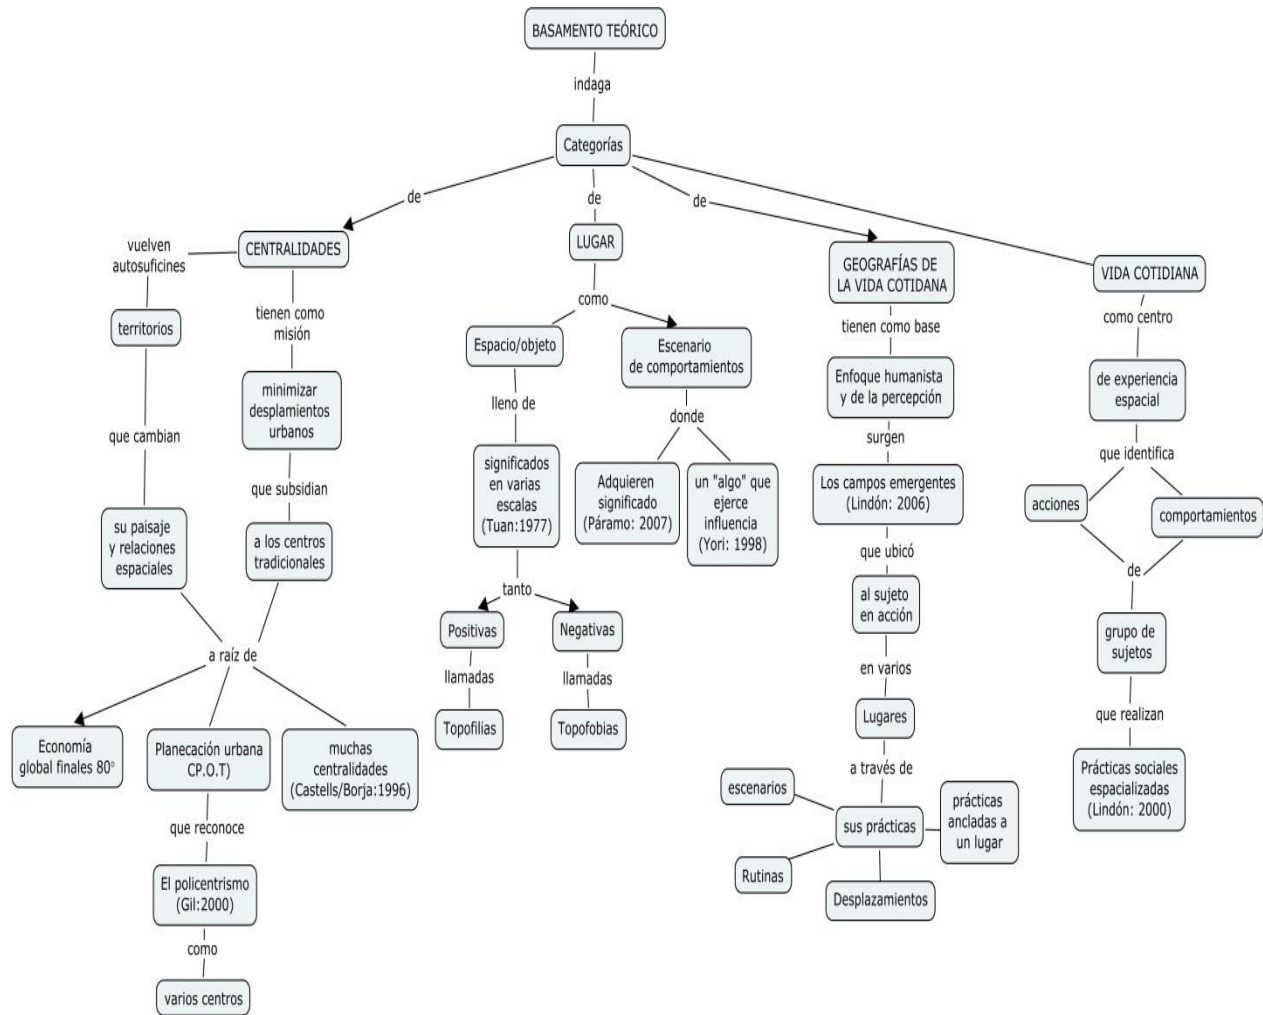 BASAMENTO TEÓRICO
indaga
Categorías
de
de
de
CENTRALIDADES
vuelven
autosuficines
territorios
que cambian
su paisaje
y relaciones
espaciales
tienen como
misión
minimizar
desplamientos
urbanos
que subsidian
a los centros
tradicionales
a raíz de
Economía
global finales 80°
Planecación urbana
CP.O.T)
que reconoce
El policentrismo
(Gil:2000)
como
varios centros
muchas
centralidades
(Castells/Borja:1996)
LUGAR
como
Espacio/objeto
lleno de
significados
en varias
escalas
(Tuan:1977)
tanto
Positivas
llamadas
Topofilias
Negativas
llamadas
Topofobias
Escenario
de comportamientos
donde
Adquieren
significado
(Páramo: 2007)
un "algo" que
ejerce
influencia
(Yori: 1998)
GEOGRAFÍAS DE
LA VIDA COTIDANA
tienen como base
Enfoque humanista
y de la percepción
surgen
Los campos emergentes
(Lindón: 2006)
que ubicó
al sujeto
en acción
en varios
Lugares
a través de
sus prácticas
escenarios
Rutinas
Desplazamientos
prácticas
ancladas a
un lugar
VIDA COTIDIANA
como centro
de experiencia
espacial
que identifica
acciones
comportamientos
de
grupo de
sujetos
que realizan
Prácticas sociales
espacializadas
(Lindón: 2000)